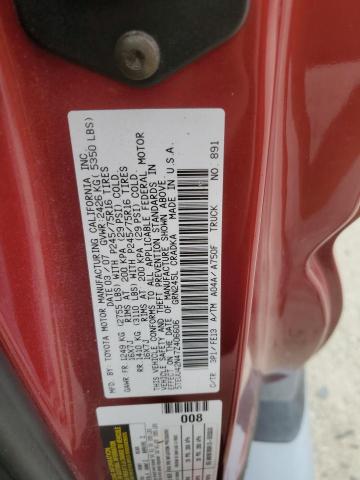 MFD BY: TOYOTA MOTOR MANUFACTURING CALIFORNIA, INC.
DATE: 03/07 GVWR: 2426 KG ( 5350 LBS)
GAWR FR 1249 KG (2755 LBS) WITH P245/75R16 TIRES
16X7J RIMS AT 200 KPA (29 PSI) COLD
RR 1410 KG (3110 LBS) WITH P245/75R16 TIRES
16X7J RIMS AT 200 KPA (29 PSI) COLD
THIS VEHICLE CONFORMS TO ALL APPLICABLE FEDERAL MOTOR
VEHICLE SAFETY AND THEFT PREVENTION STANDARDS IN
EFFECT ON THE DATE OF MANUFACTURE SHOWN ABOVE.
5TEUU42N47Z406606 GRN245L CRADKA MADE IN U.S.A.
C/TR 3P1/FE13 A/TM A04A/A750F TRUCK NO. 891
008